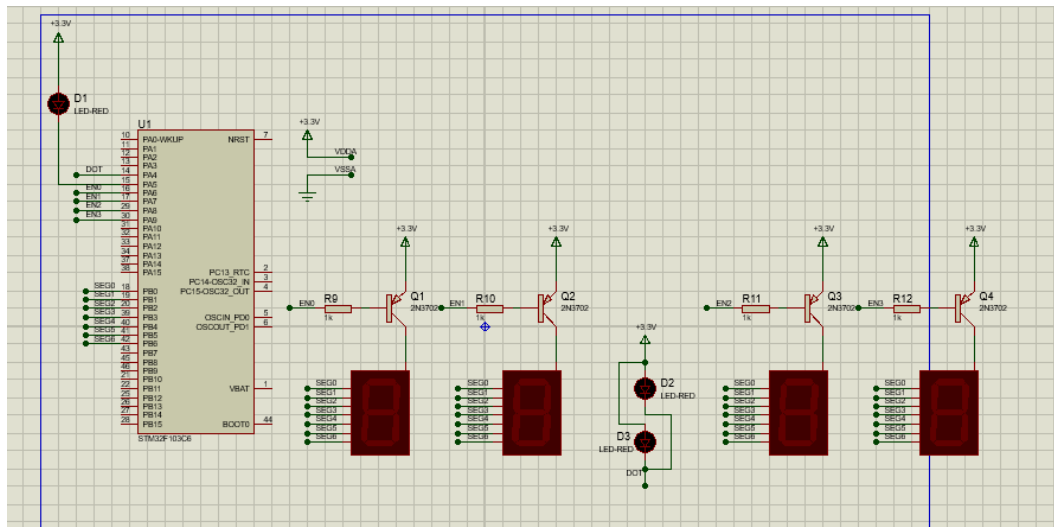 +3.3V
D1
LED-RED
U1
10 PA0-WKUP NRST 7
11 PA1
12 PA2
13 PA3
DOT 14 PA4
15 PA5
EN0 16 PA6
EN1 17 PA7
EN2 29 PA8
EN3 30 PA9
31 PA10
32 PA11
33 PA12
34 PA13
37 PA14
38 PA15
PC13_RTC 2
PC14-OSC32_IN 3
PC15-OSC32_OUT 4
SEG0 18 PB0
SEG1 19 PB1
SEG2 20 PB2
SEG3 39 PB3
SEG4 40 PB4
SEG5 41 PB5
SEG6 42 PB6
OSCIN_PD0 5
OSCOUT_PD1 6
43 PB7
45 PB8
46 PB9
21 PB10
22 PB11
25 PB12
26 PB13
27 PB14
28 PB15
VBAT 1
BOOT0 44
STM32F103C6
+3.3V
VDDA
VSSA
+3.3V
EN0
R9
1k
Q1
2N3702
SEG0
SEG1
SEG2
SEG3
SEG4
SEG5
SEG6
+3.3V
EN1
R10
1k
Q2
2N3702
SEG0
SEG1
SEG2
SEG3
SEG4
SEG5
SEG6
+3.3V
D2
LED-RED
D3
LED-RED
DOT
+3.3V
EN2
R11
1k
Q3
2N3702
SEG0
SEG1
SEG2
SEG3
SEG4
SEG5
SEG6
+3.3V
EN3
R12
1k
Q4
2N3702
SEG0
SEG1
SEG2
SEG3
SEG4
SEG5
SEG6